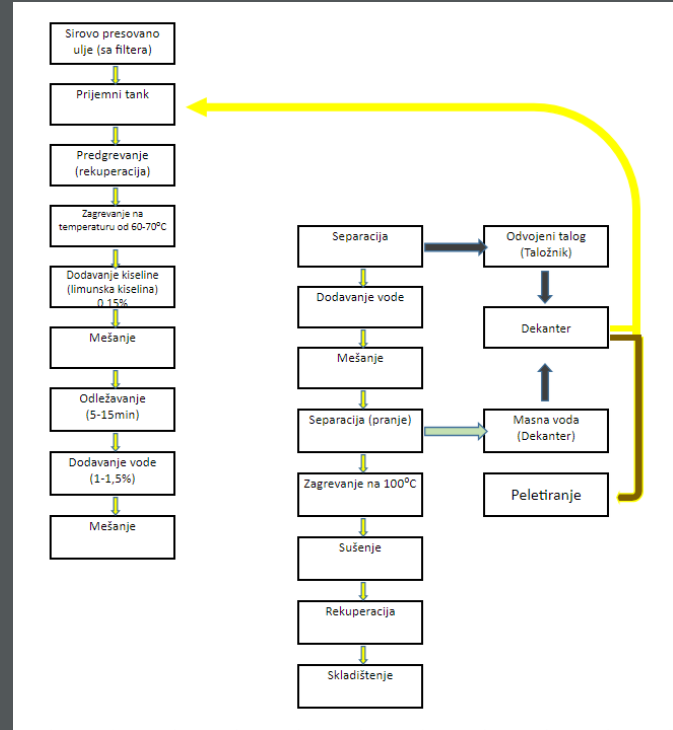 Sirovo presovano
ulje (sa filtera)
Prijemni tank
Predgrevanje
(rekuperacija)
Zagrevanje na
temperaturu od 60-70⁰C
Dodavanje kiseline
(limunska kiselina)
0,15%
Mešanje
Odležavanje
(5-15min)
Dodavanje vode
(1-1,5%)
Mešanje
Separacija
Dodavanje vode
Mešanje
Separacija (pranje)
Zagrevanje na 100⁰C
Sušenje
Rekuperacija
Skladištenje
Odvojeni talog
(Taložnik)
Dekanter
Masna voda
(Dekanter)
Peletiranje